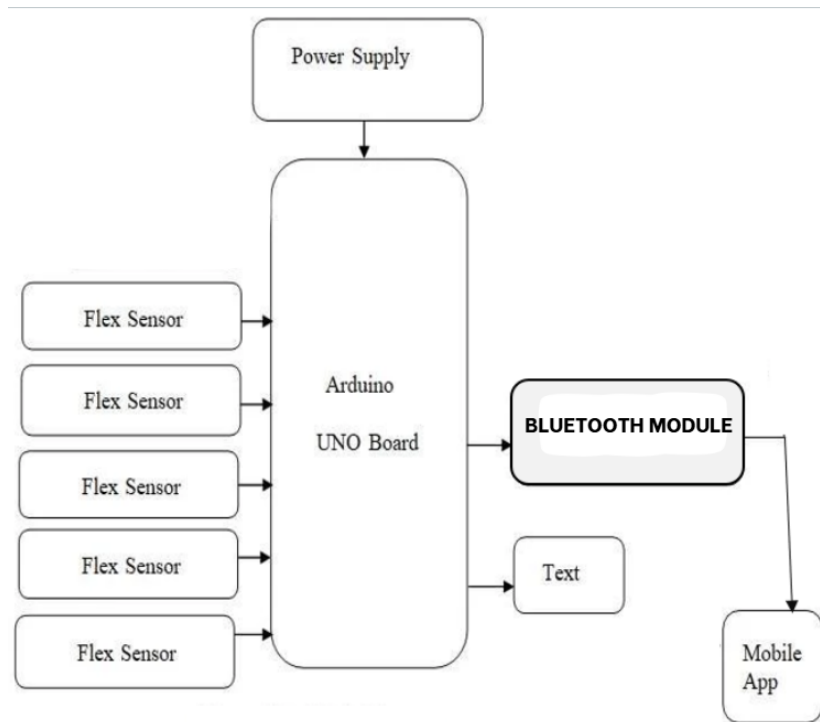 Power Supply
Flex Sensor
Flex Sensor
Flex Sensor
Flex Sensor
Flex Sensor
Arduino
UNO Board
BLUETOOTH MODULE
Text
Mobile
App